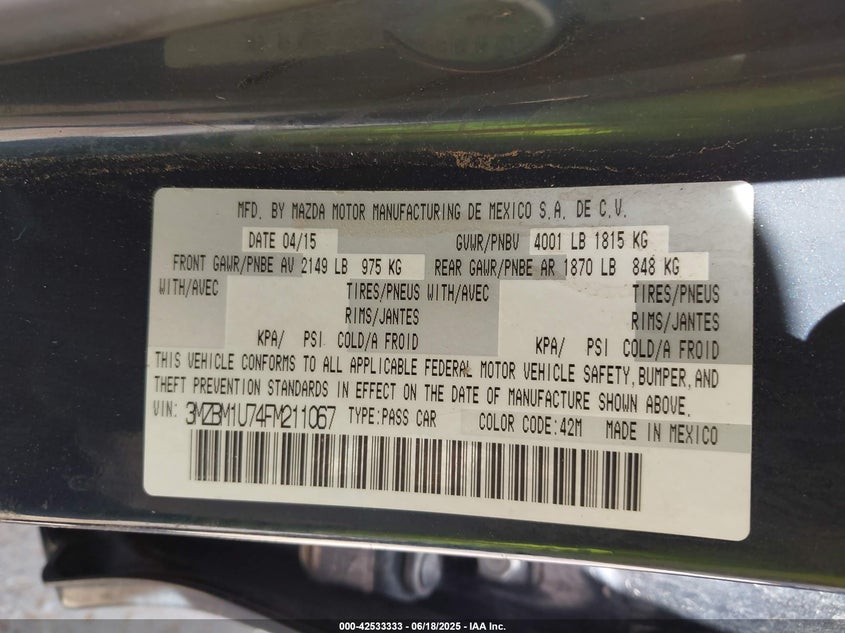 MFD. BY MAZDA MOTOR MANUFACTURING DE MEXICO S.A. DE C.V.
DATE 04/15 GVWR/PNBV 4001 LB 1815 KG
FRONT GAWR/PNBE AV 2149 LB 975 KG REAR GAWR/PNBE AR 1870 LB 848 KG
WITH/AVEC TIRES/PNEUS WITH/AVEC TIRES/PNEUS
RIMS/JANTES RIMS/JANTES
KPA/ PSI COLD/A FROID KPA/ PSI COLD/A FROID
THIS VEHICLE CONFORMS TO ALL APPLICABLE FEDERAL MOTOR VEHICLE SAFETY, BUMPER, AND
THEFT PREVENTION STANDARDS IN EFFECT ON THE DATE OF MANUFACTURE SHOWN ABOVE.
VIN: 3MZBM1U74FM211067 TYPE:PASS CAR COLOR CODE:42M MADE IN MEXICO
000-42533333 - 06/18/2025 - IAA Inc.